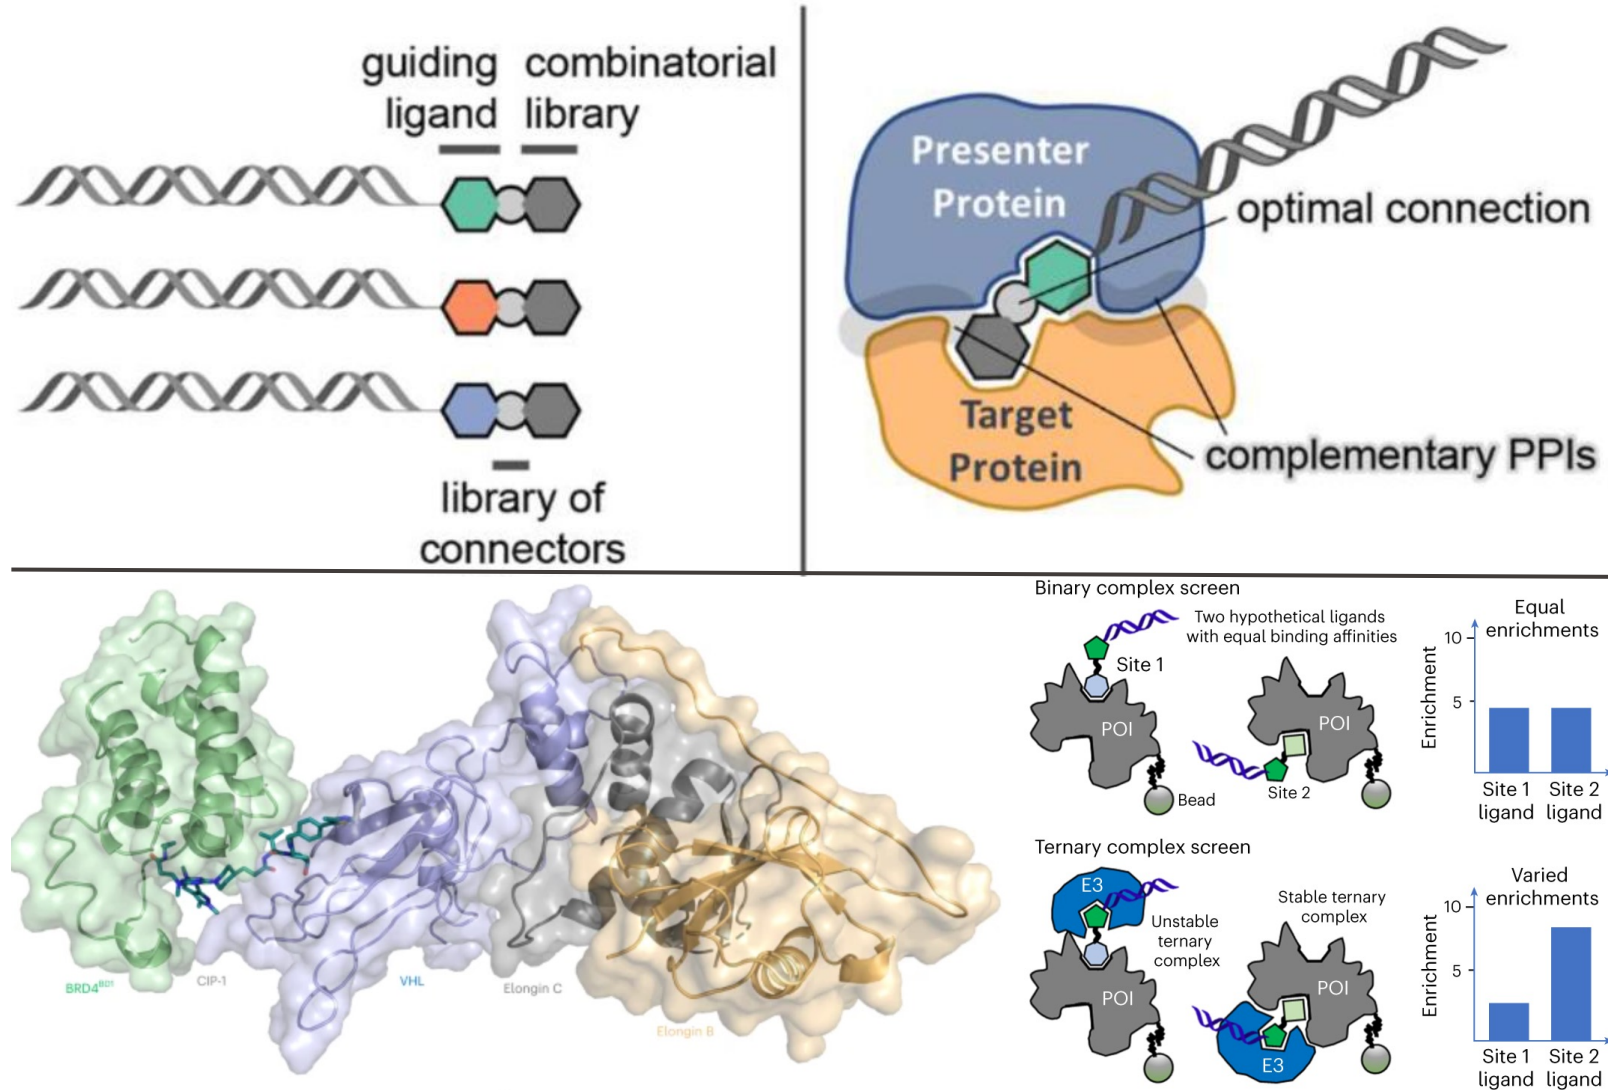 guiding
ligand
combinatorial
library
library of
connectors
Presenter
Protein
optimal connection
Target
Protein
complementary PPIs
BRD4BD1
CIP-1
VHL
Elongin C
Elongin B
Binary complex screen
Two hypothetical ligands
with equal binding affinities
Site 1
POI
Bead
POI
Site 2
Equal
enrichments
Enrichment
10
5
Site 1
ligand
Site 2
ligand
Ternary complex screen
E3
Unstable
ternary
complex
POI
Stable ternary
complex
POI
E3
Varied
enrichments
Enrichment
10
5
Site 1
ligand
Site 2
ligand